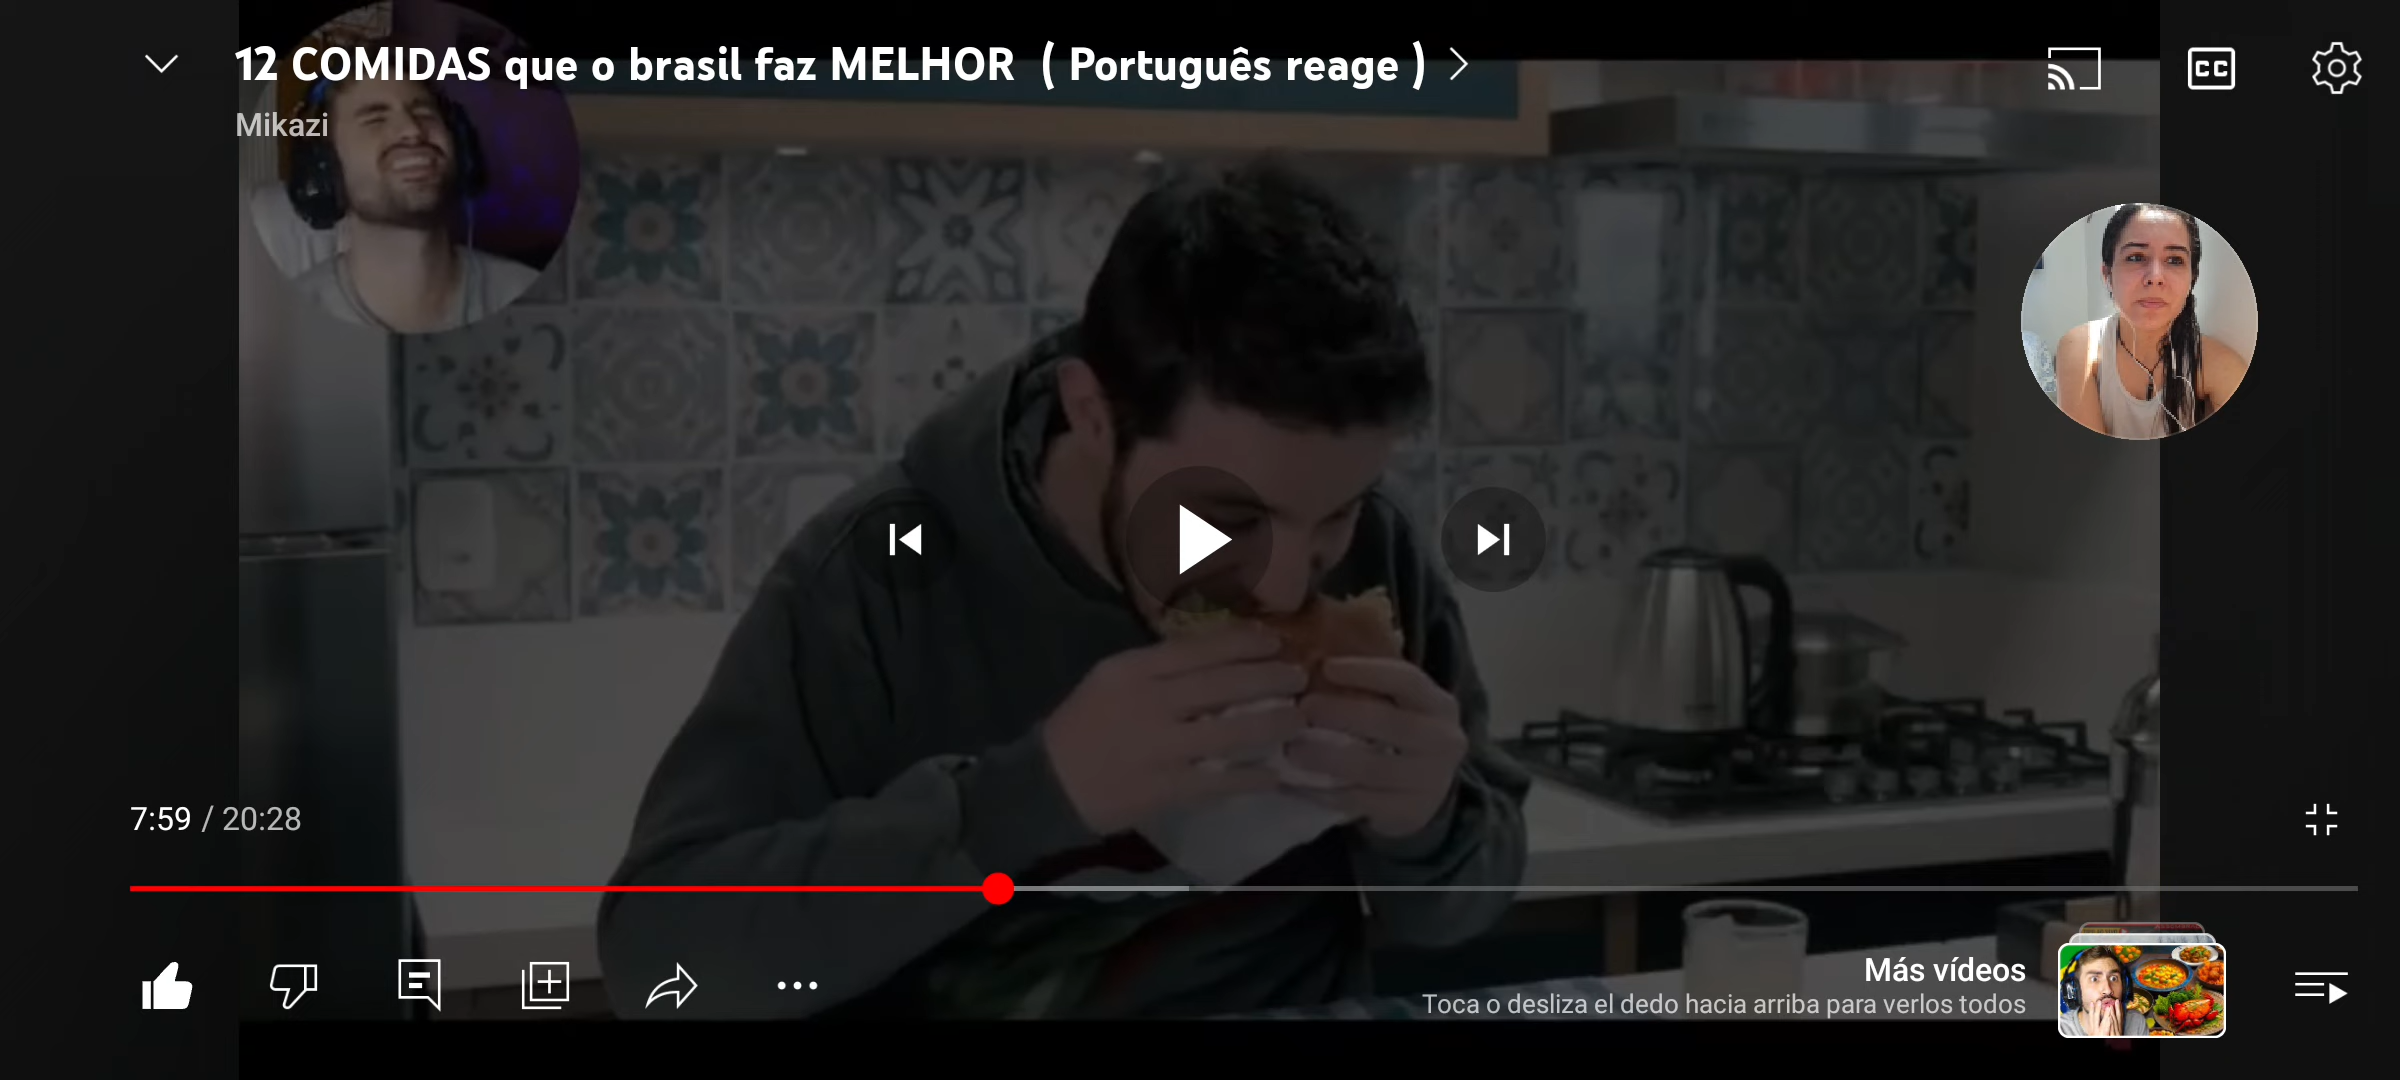 12 COMIDAS que o brasil faz MELHOR ( Português reage )
Mikazi
CC
7:59 / 20:28
Más vídeos
Toca o desliza el dedo hacia arriba para verlos todos